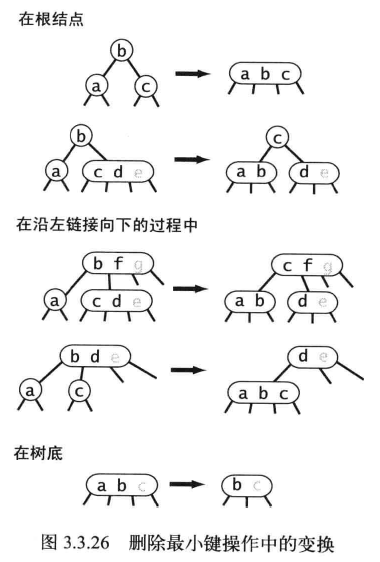 在根结点
b
a c
a b c
b
a c d e
c
a b d e
在沿左链接向下的过程中
b f g
a c d e
c f g
a b d e
b d e
a c
d e
a b c
在树底
a b c
b c
图 3.3.26 删除最小键操作中的变换